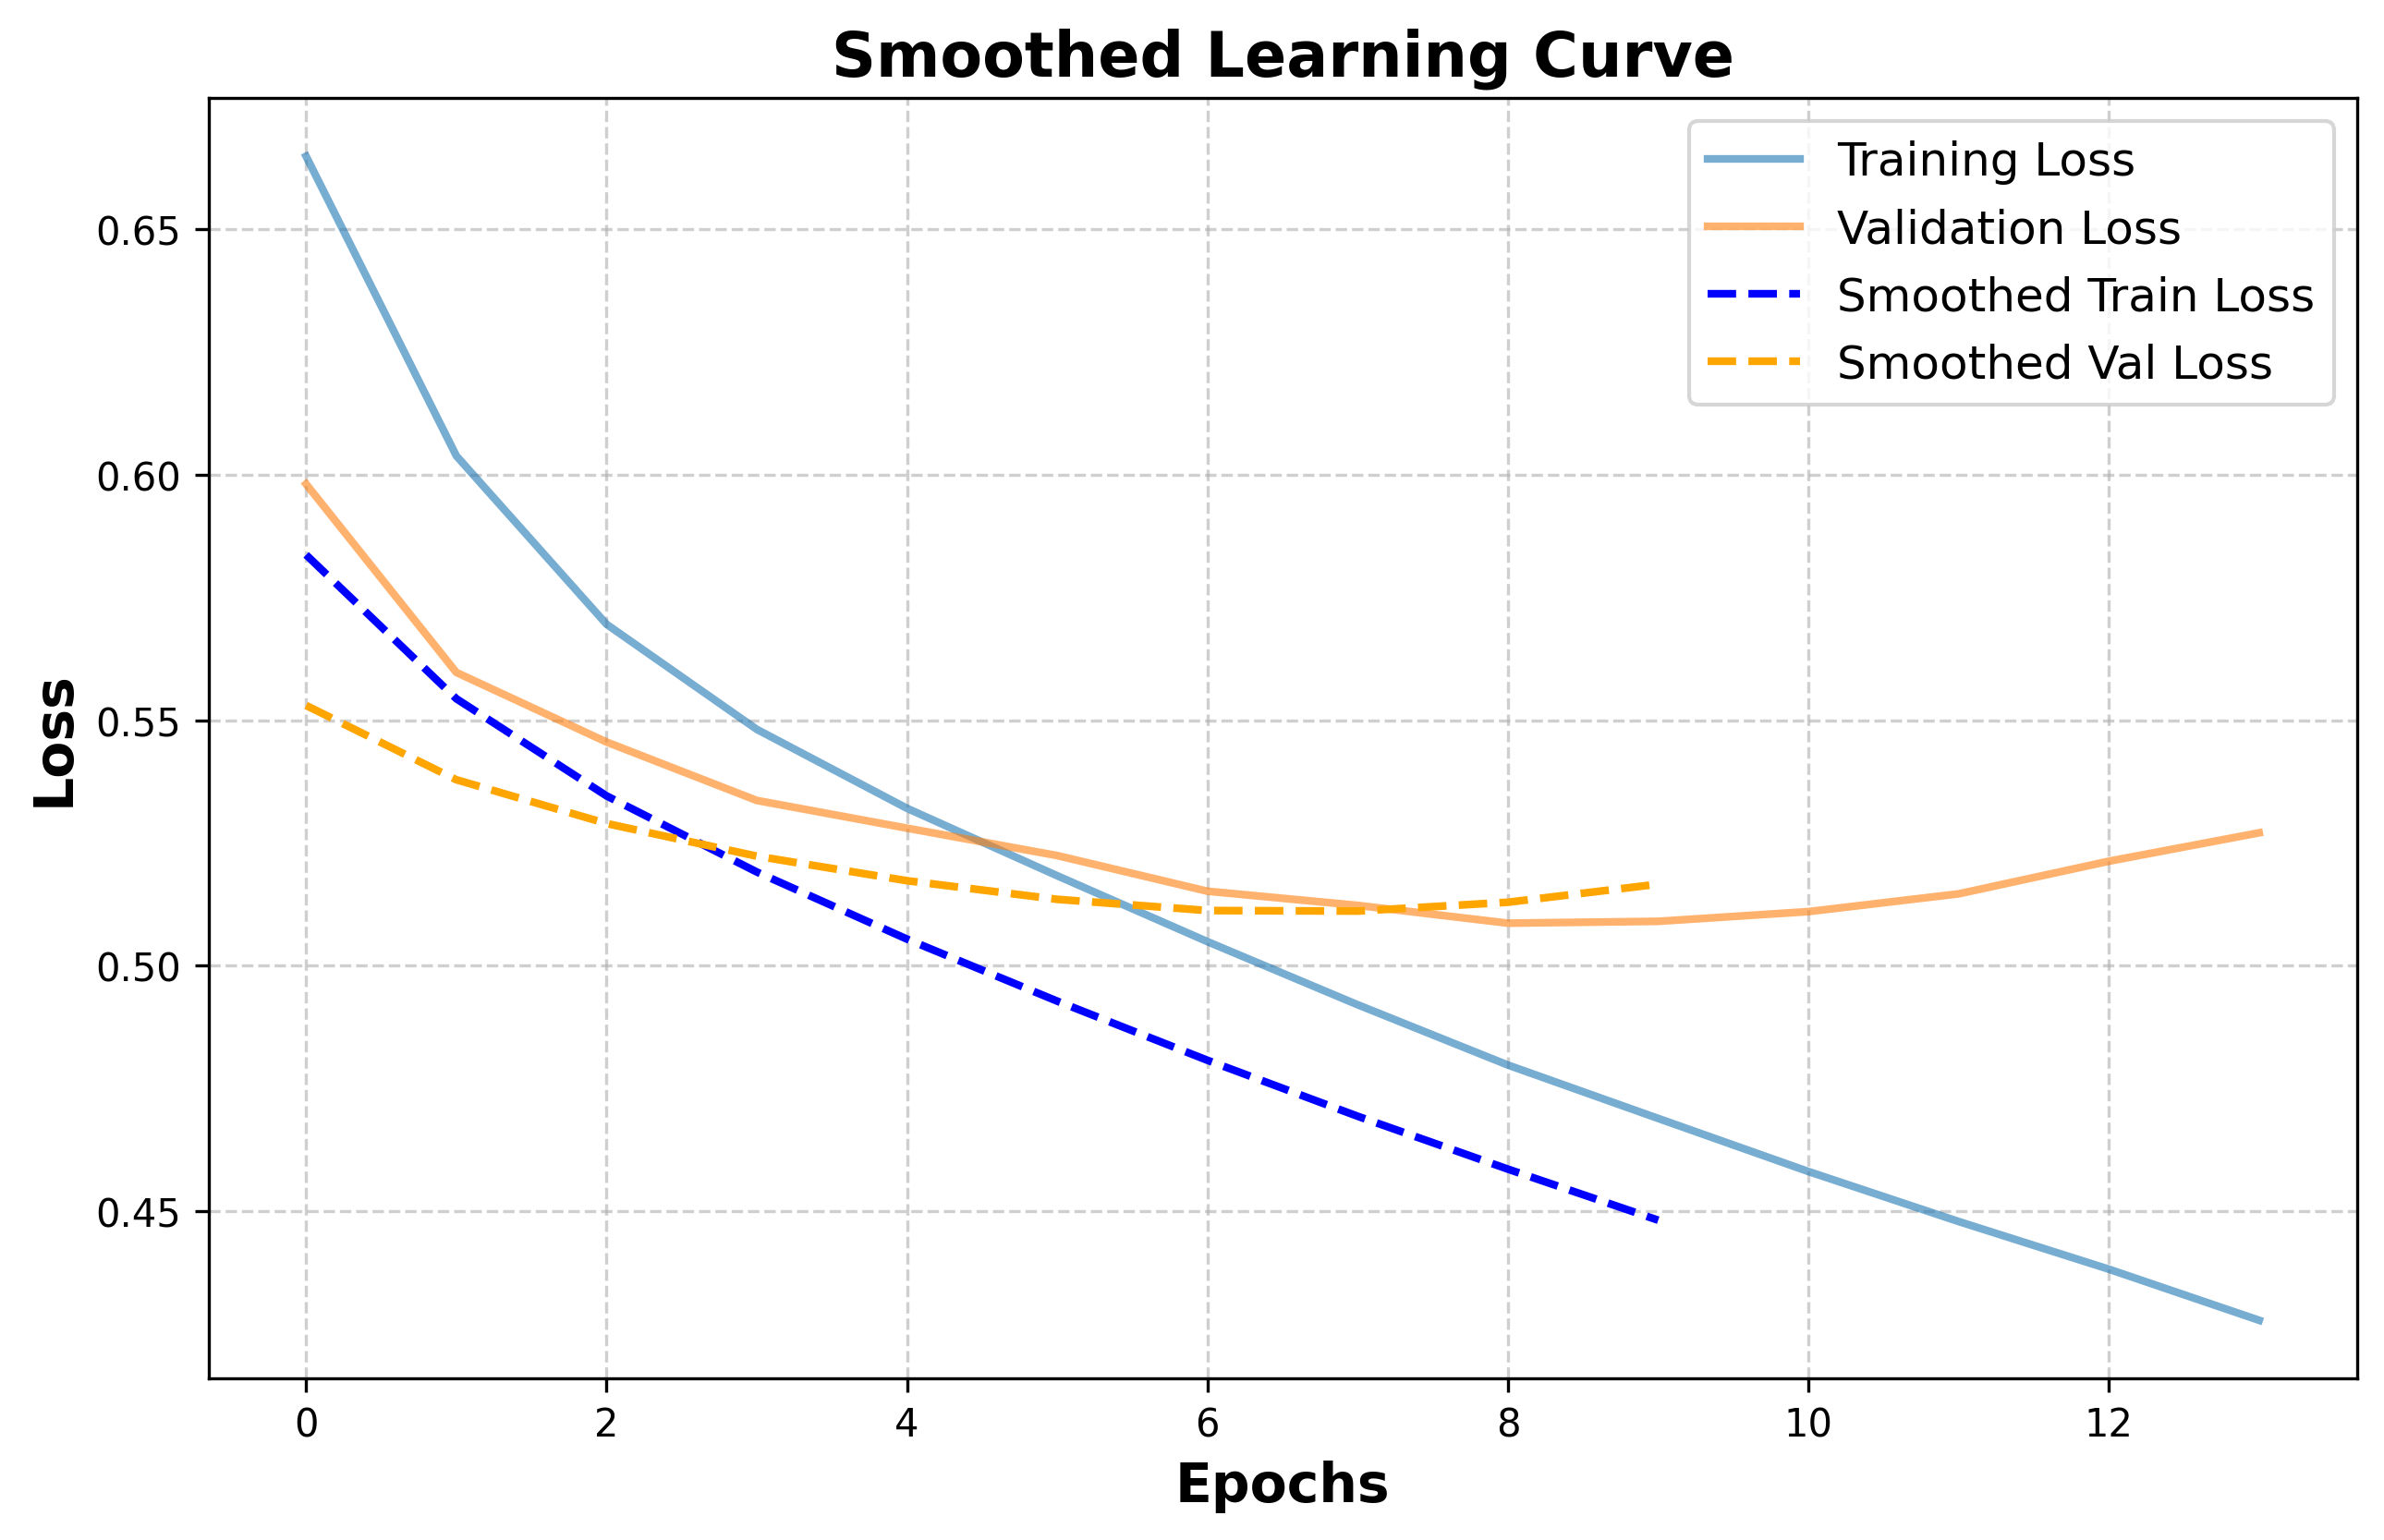 Smoothed Learning Curve
Training Loss
Validation Loss
Smoothed Train Loss
Smoothed Val Loss
Loss
0.65
0.60
0.55
0.50
0.45
0 2 4 6 8 10 12
Epochs